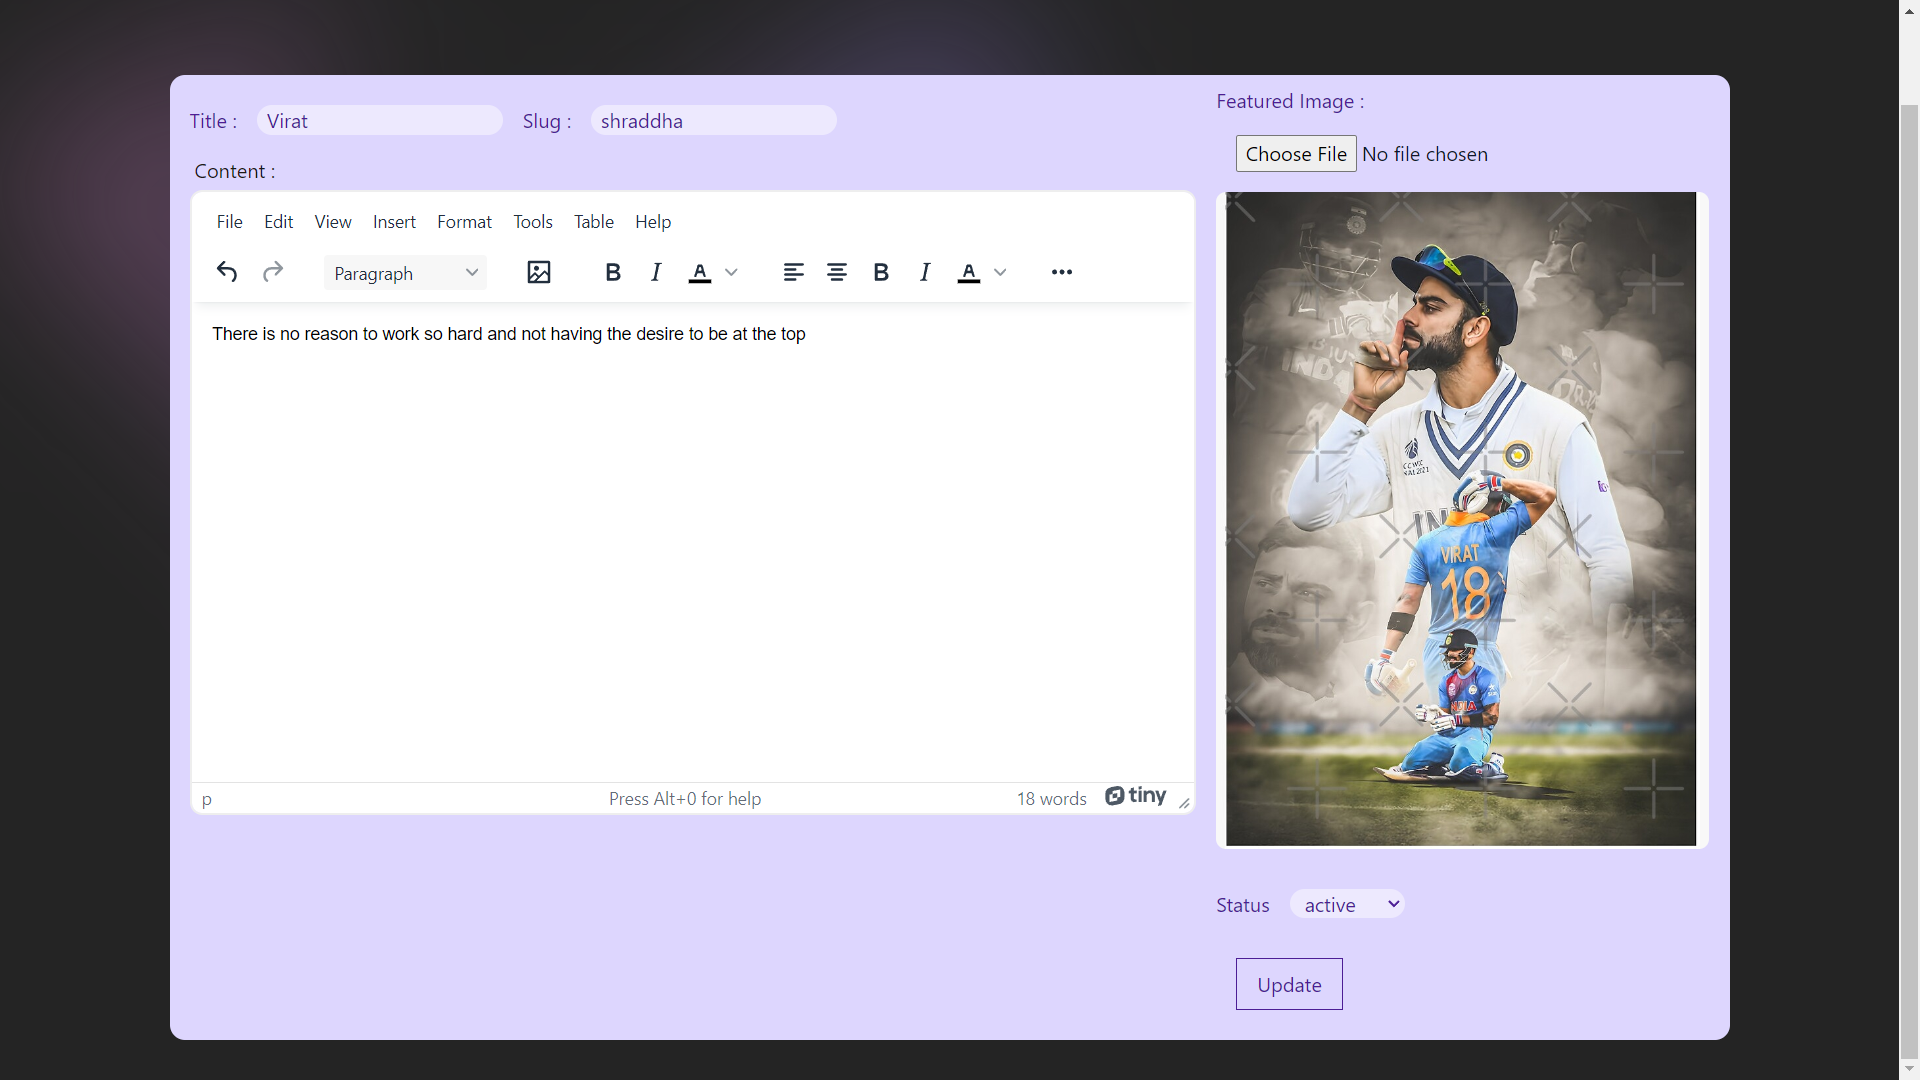 Title : Virat Slug : shraddha
Featured Image :
Choose File No file chosen
Content :
File Edit View Insert Format Tools Table Help
Paragraph B I A B I A
There is no reason to work so hard and not having the desire to be at the top
p Press Alt+0 for help 18 words tiny
INDIA
VIRAT
18
INDIA
Status active
Update